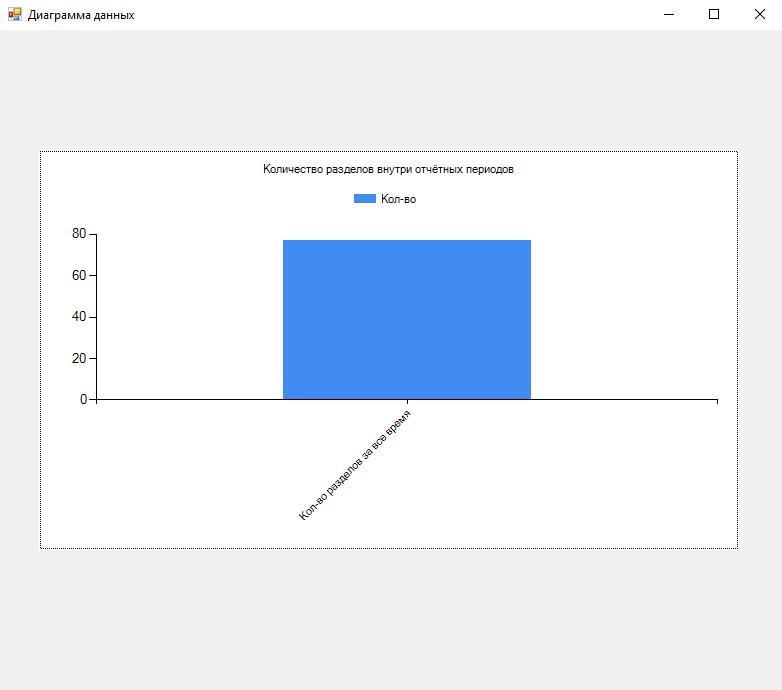 Диаграмма данных
Количество разделов внутри отчётных периодов
Кол-во
80
60
40
20
0
Кол-во разделов за все время